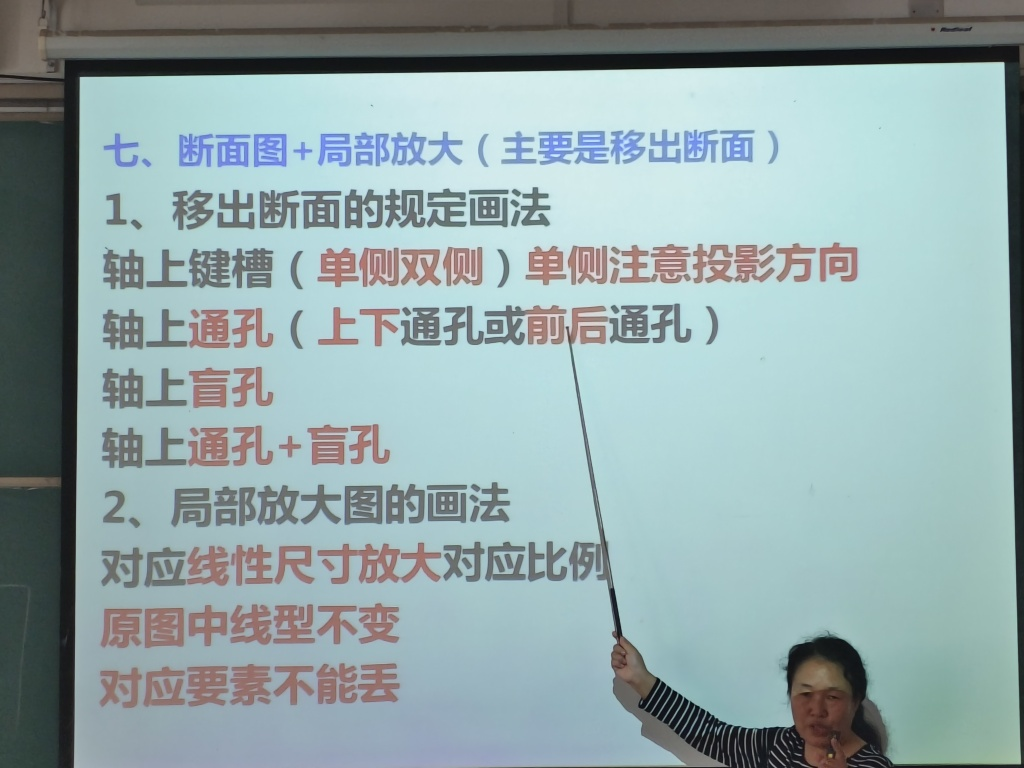 七、断面图+局部放大（主要是移出断面）
1、移出断面的规定画法
轴上键槽（单侧双侧）单侧注意投影方向
轴上通孔（上下通孔或前后通孔）
轴上盲孔
轴上通孔+盲孔
2、局部放大图的画法
对应线性尺寸放大对应比例
原图中线型不变
对应要素不能丢